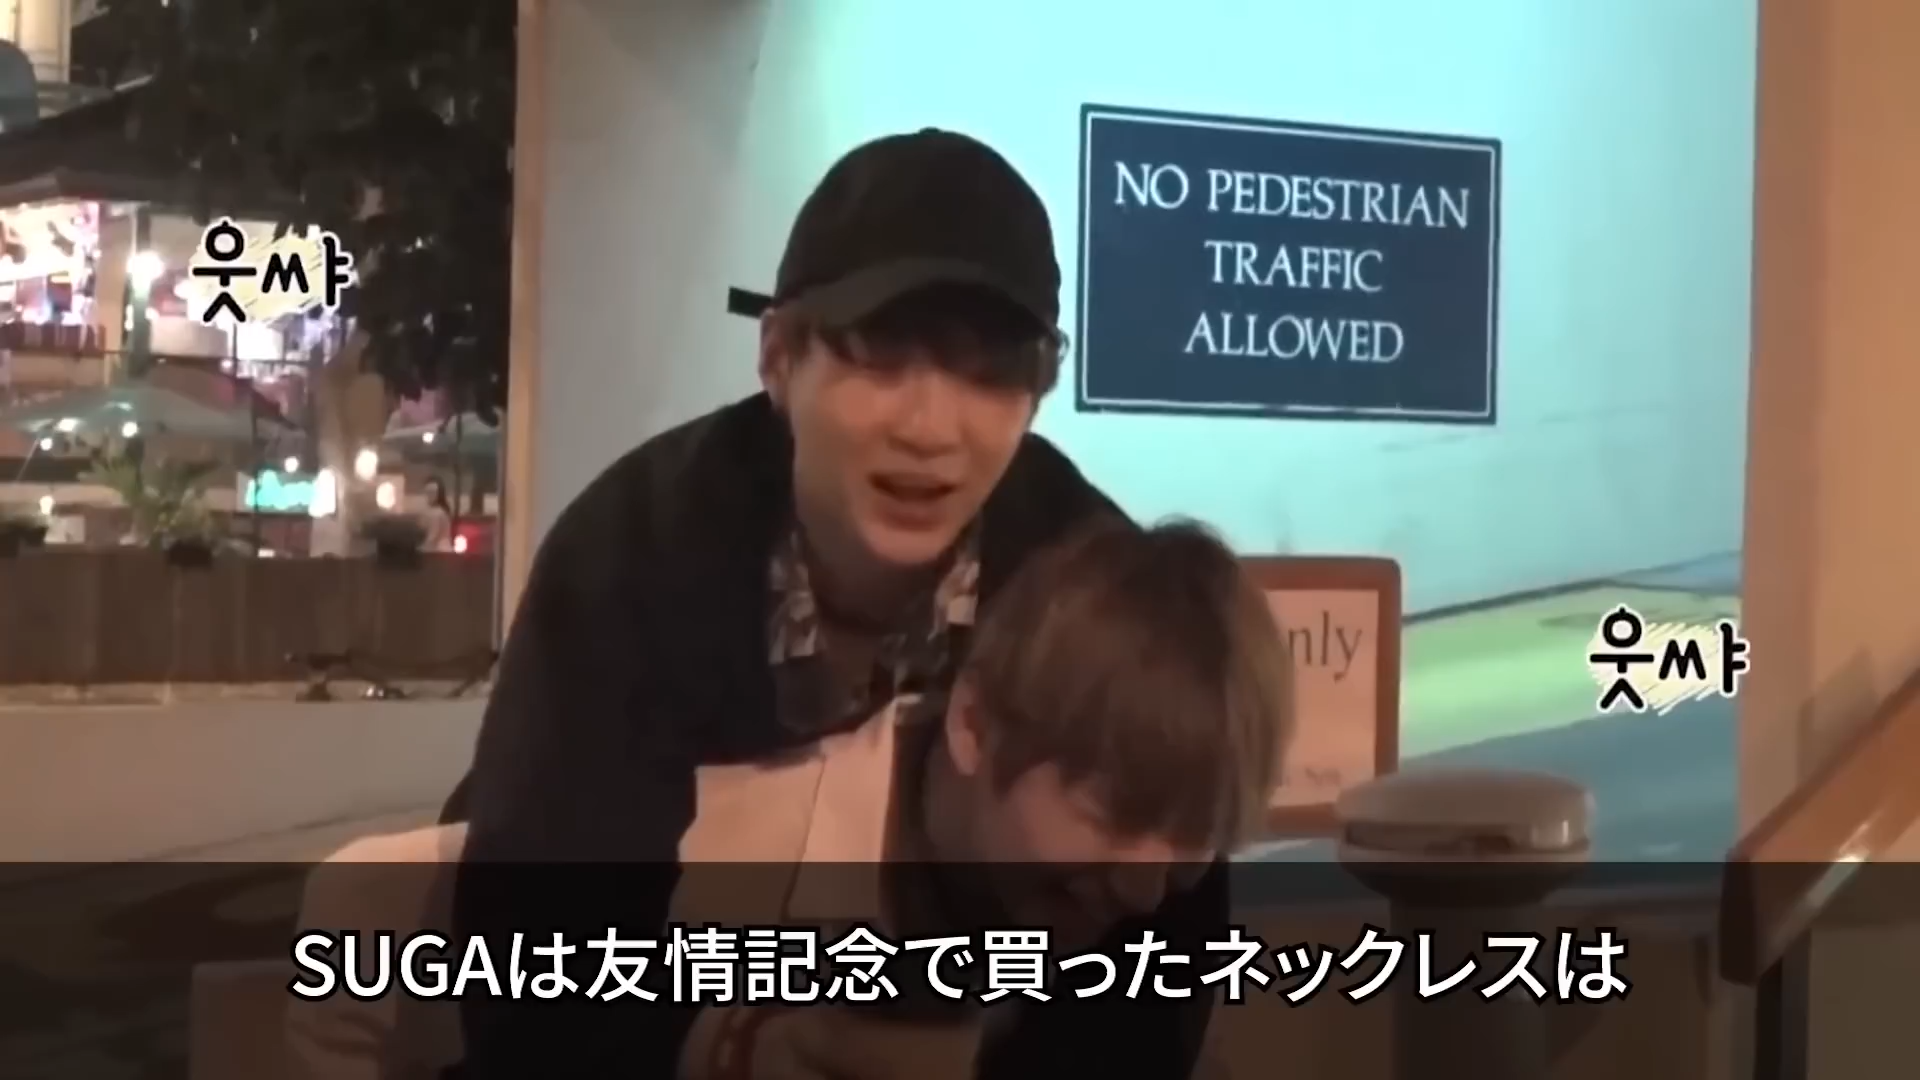 NO PEDESTRIAN
TRAFFIC
ALLOWED
웃쌰
nly
웃쌰
SUGAは友情記念で買ったネックレスは